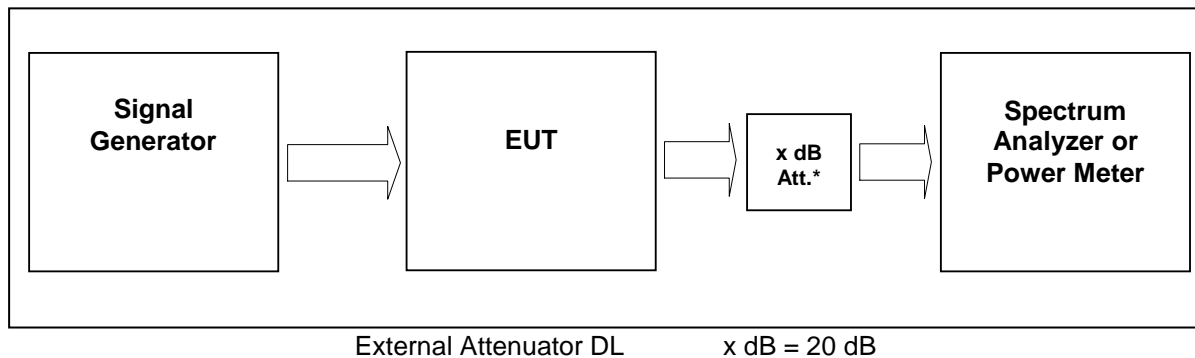 Signal
Generator
EUT
x dB
Att.*
Spectrum
Analyzer or
Power Meter
External Attenuator DL x dB = 20 dB